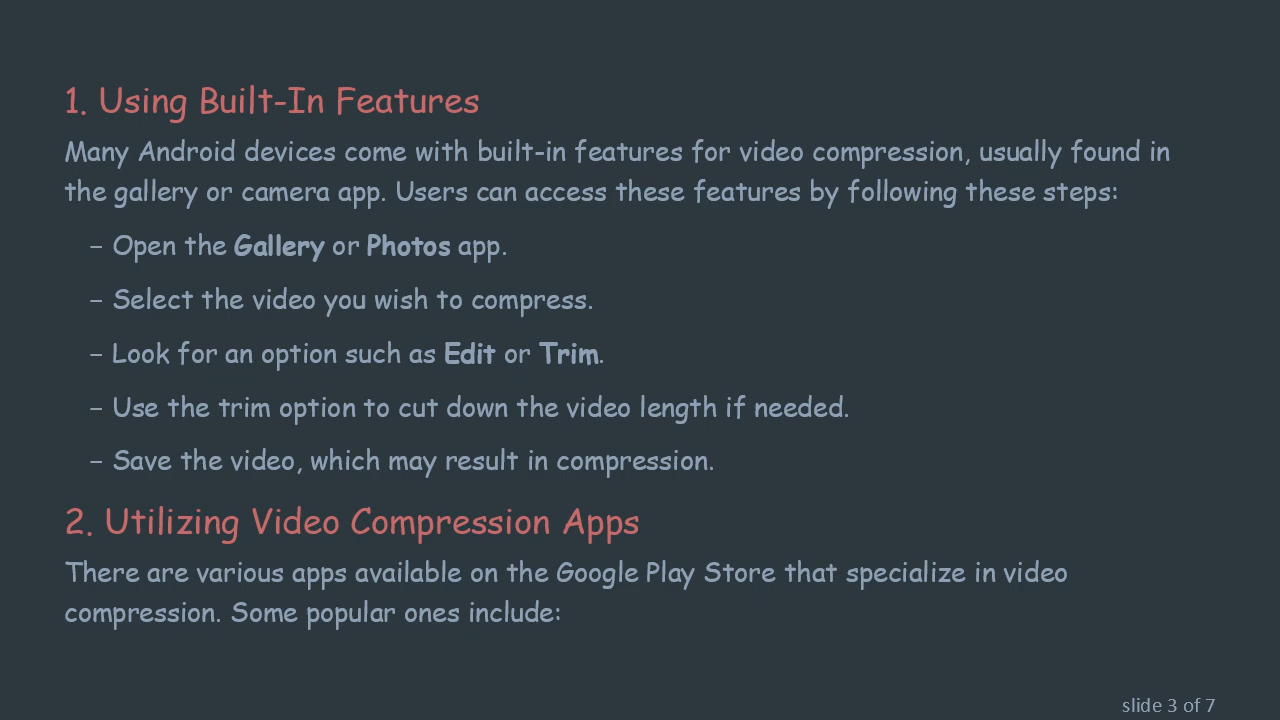 1. Using Built-In Features
Many Android devices come with built-in features for video compression, usually found in
the gallery or camera app. Users can access these features by following these steps:
– Open the Gallery or Photos app.
– Select the video you wish to compress.
– Look for an option such as Edit or Trim.
– Use the trim option to cut down the video length if needed.
– Save the video, which may result in compression.
2. Utilizing Video Compression Apps
There are various apps available on the Google Play Store that specialize in video
compression. Some popular ones include:
slide 3 of 7